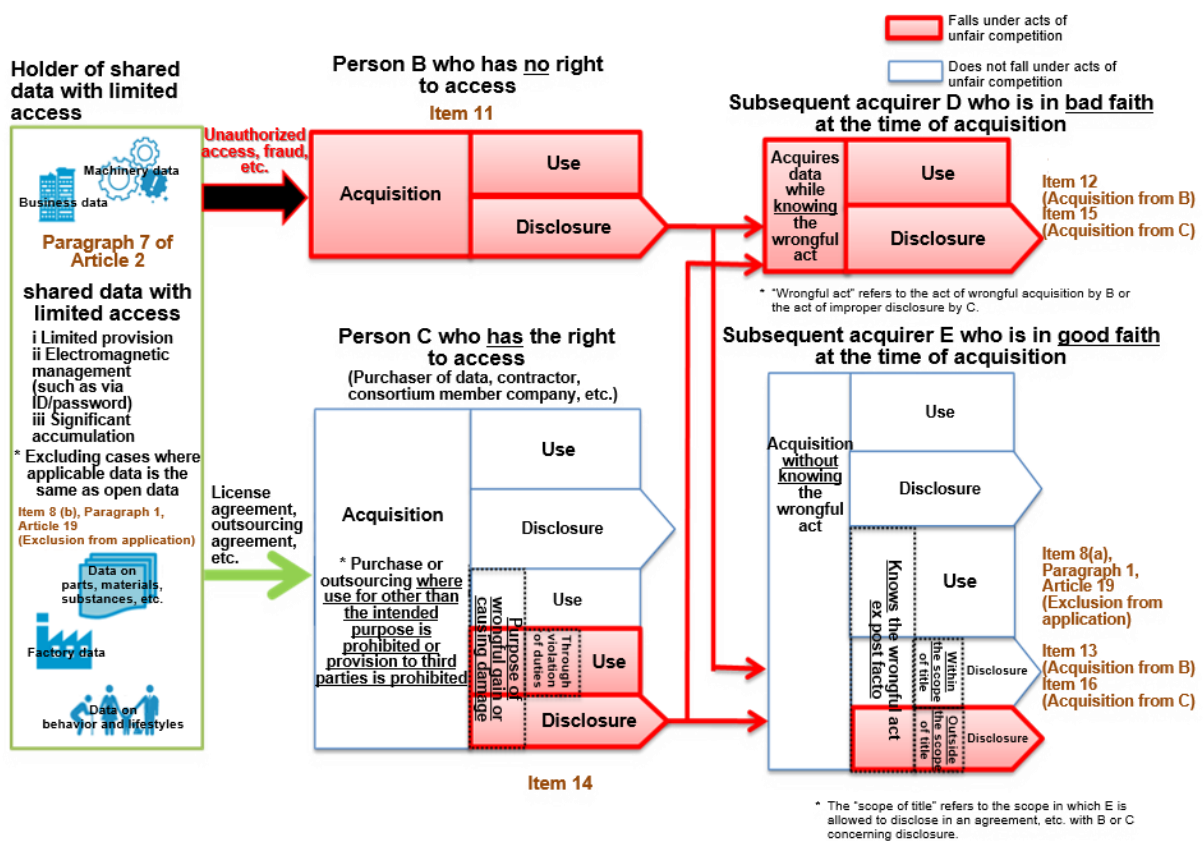 Falls under acts of
unfair competition
Does not fall under acts of
unfair competition
Holder of shared
data with limited
access
Machinery data
Business data
Paragraph 7 of
Article 2
shared data with
limited access
i Limited provision
ii Electromagnetic
management
(such as via
ID/password)
iii Significant
accumulation
* Excluding cases where
applicable data is the
same as open data
Item 8 (b), Paragraph 1,
Article 19
(Exclusion from application)
Data on
parts, materials,
substances, etc.
Factory data
Data on
behavior and lifestyles
Unauthorized
access, fraud,
etc.
License
agreement,
outsourcing
agreement,
etc.
Person B who has no right
to access
Item 11
Acquisition
Use
Disclosure
Person C who has the right
to access
(Purchaser of data, contractor,
consortium member company, etc.)
Acquisition
* Purchase or
outsourcing where
use for other than
the intended
purpose is
prohibited or
provision to third
parties is prohibited
Use
Disclosure
Purpose of
wrongful gain or
causing damage
Use
Through
violation
of duties
Use
Disclosure
Item 14
Subsequent acquirer D who is in bad faith
at the time of acquisition
Acquires
data
while
knowing
the
wrongful
act
Use
Disclosure
Item 12
(Acquisition from B)
Item 15
(Acquisition from C)
* "Wrongful act" refers to the act of wrongful acquisition by B or
the act of improper disclosure by C.
Subsequent acquirer E who is in good faith
at the time of acquisition
Acquisition
without
knowing
the
wrongful
act
Use
Disclosure
Knows the wrongful act
ex post facto
Use
Within
the scope
of title
Disclosure
Outside
the scope
of title
Disclosure
Item 8(a),
Paragraph 1,
Article 19
(Exclusion from
application)
Item 13
(Acquisition from B)
Item 16
(Acquisition from C)
* The "scope of title" refers to the scope in which E is
allowed to disclose in an agreement, etc. with B or C
concerning disclosure.